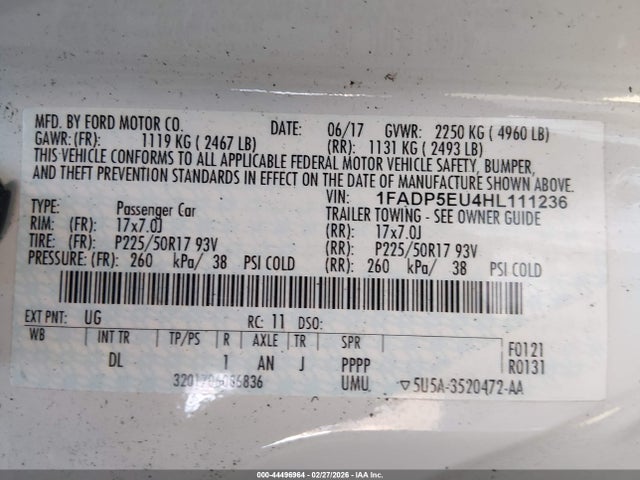 MFD. BY FORD MOTOR CO. DATE: 06/17 GVWR: 2250 KG ( 4960 LB)
GAWR: (FR): 1119 KG ( 2467 LB) (RR): 1131 KG ( 2493 LB)
THIS VEHICLE CONFORMS TO ALL APPLICABLE FEDERAL MOTOR VEHICLE SAFETY, BUMPER,
AND THEFT PREVENTION STANDARDS IN EFFECT ON THE DATE OF MANUFACTURE SHOWN ABOVE.
VIN: 1FADP5EU4HL111236
TYPE: Passenger Car TRAILER TOWING - SEE OWNER GUIDE
RIM: (FR): 17x7.0J (RR): 17x7.0J
TIRE: (FR): P225/50R17 93V (RR): P225/50R17 93V
PRESSURE: (FR): 260 kPa/ 38 PSI COLD (RR): 260 kPa/ 38 PSI COLD
EXT PNT: UG RC: 11 DSO:
WB INT TR TP/PS R AXLE TR SPR F0121
DL 1 AN J PPPP R0131
UMU ▽5U5A-3520472-AA
000-44496964 - 02/27/2026 - IAAI.COM